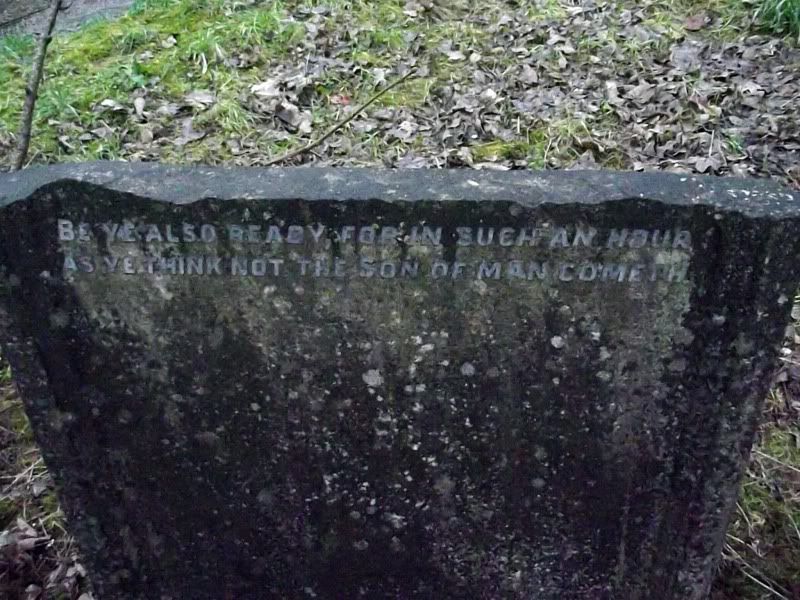 BE YE ALSO READY, FOR IN SUCH AN HOUR
AS YE THINK NOT THE SON OF MAN COMETH